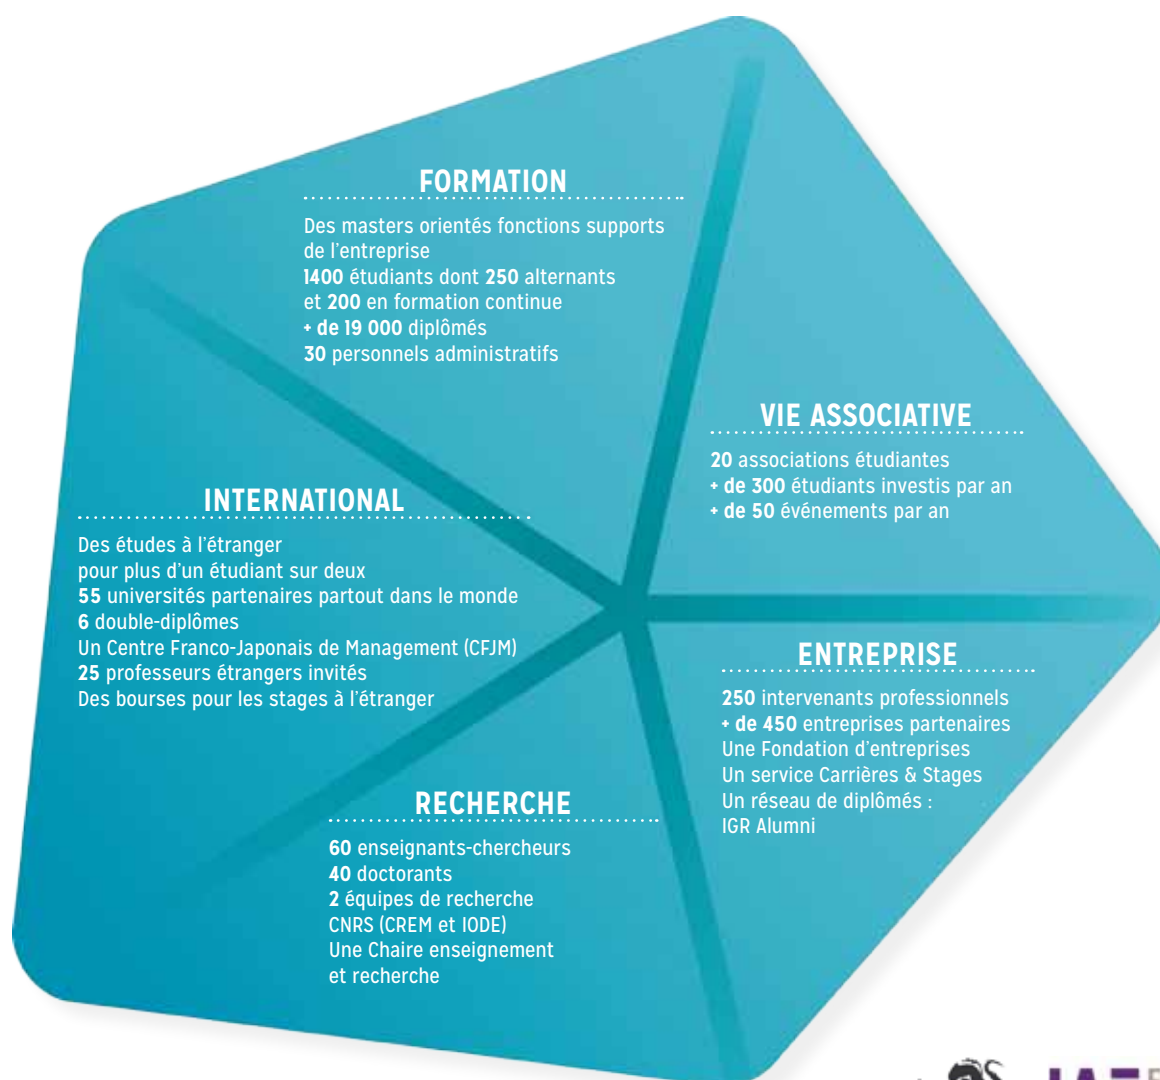 FORMATION
Des masters orientés fonctions supports
de l'entreprise
1400 étudiants dont 250 alternants
et 200 en formation continue
+ de 19 000 diplômés
30 personnels administratifs
VIE ASSOCIATIVE
20 associations étudiantes
+ de 300 étudiants investis par an
+ de 50 événements par an
INTERNATIONAL
Des études à l'étranger
pour plus d'un étudiant sur deux
55 universités partenaires partout dans le monde
6 double-diplômes
Un Centre Franco-Japonais de Management (CFJM)
25 professeurs étrangers invités
Des bourses pour les stages à l'étranger
ENTREPRISE
250 intervenants professionnels
+ de 450 entreprises partenaires
Une Fondation d'entreprises
Un service Carrières & Stages
Un réseau de diplômés :
IGR Alumni
RECHERCHE
60 enseignants-chercheurs
40 doctorants
2 équipes de recherche
CNRS (CREM et IODE)
Une Chaire enseignement
et recherche